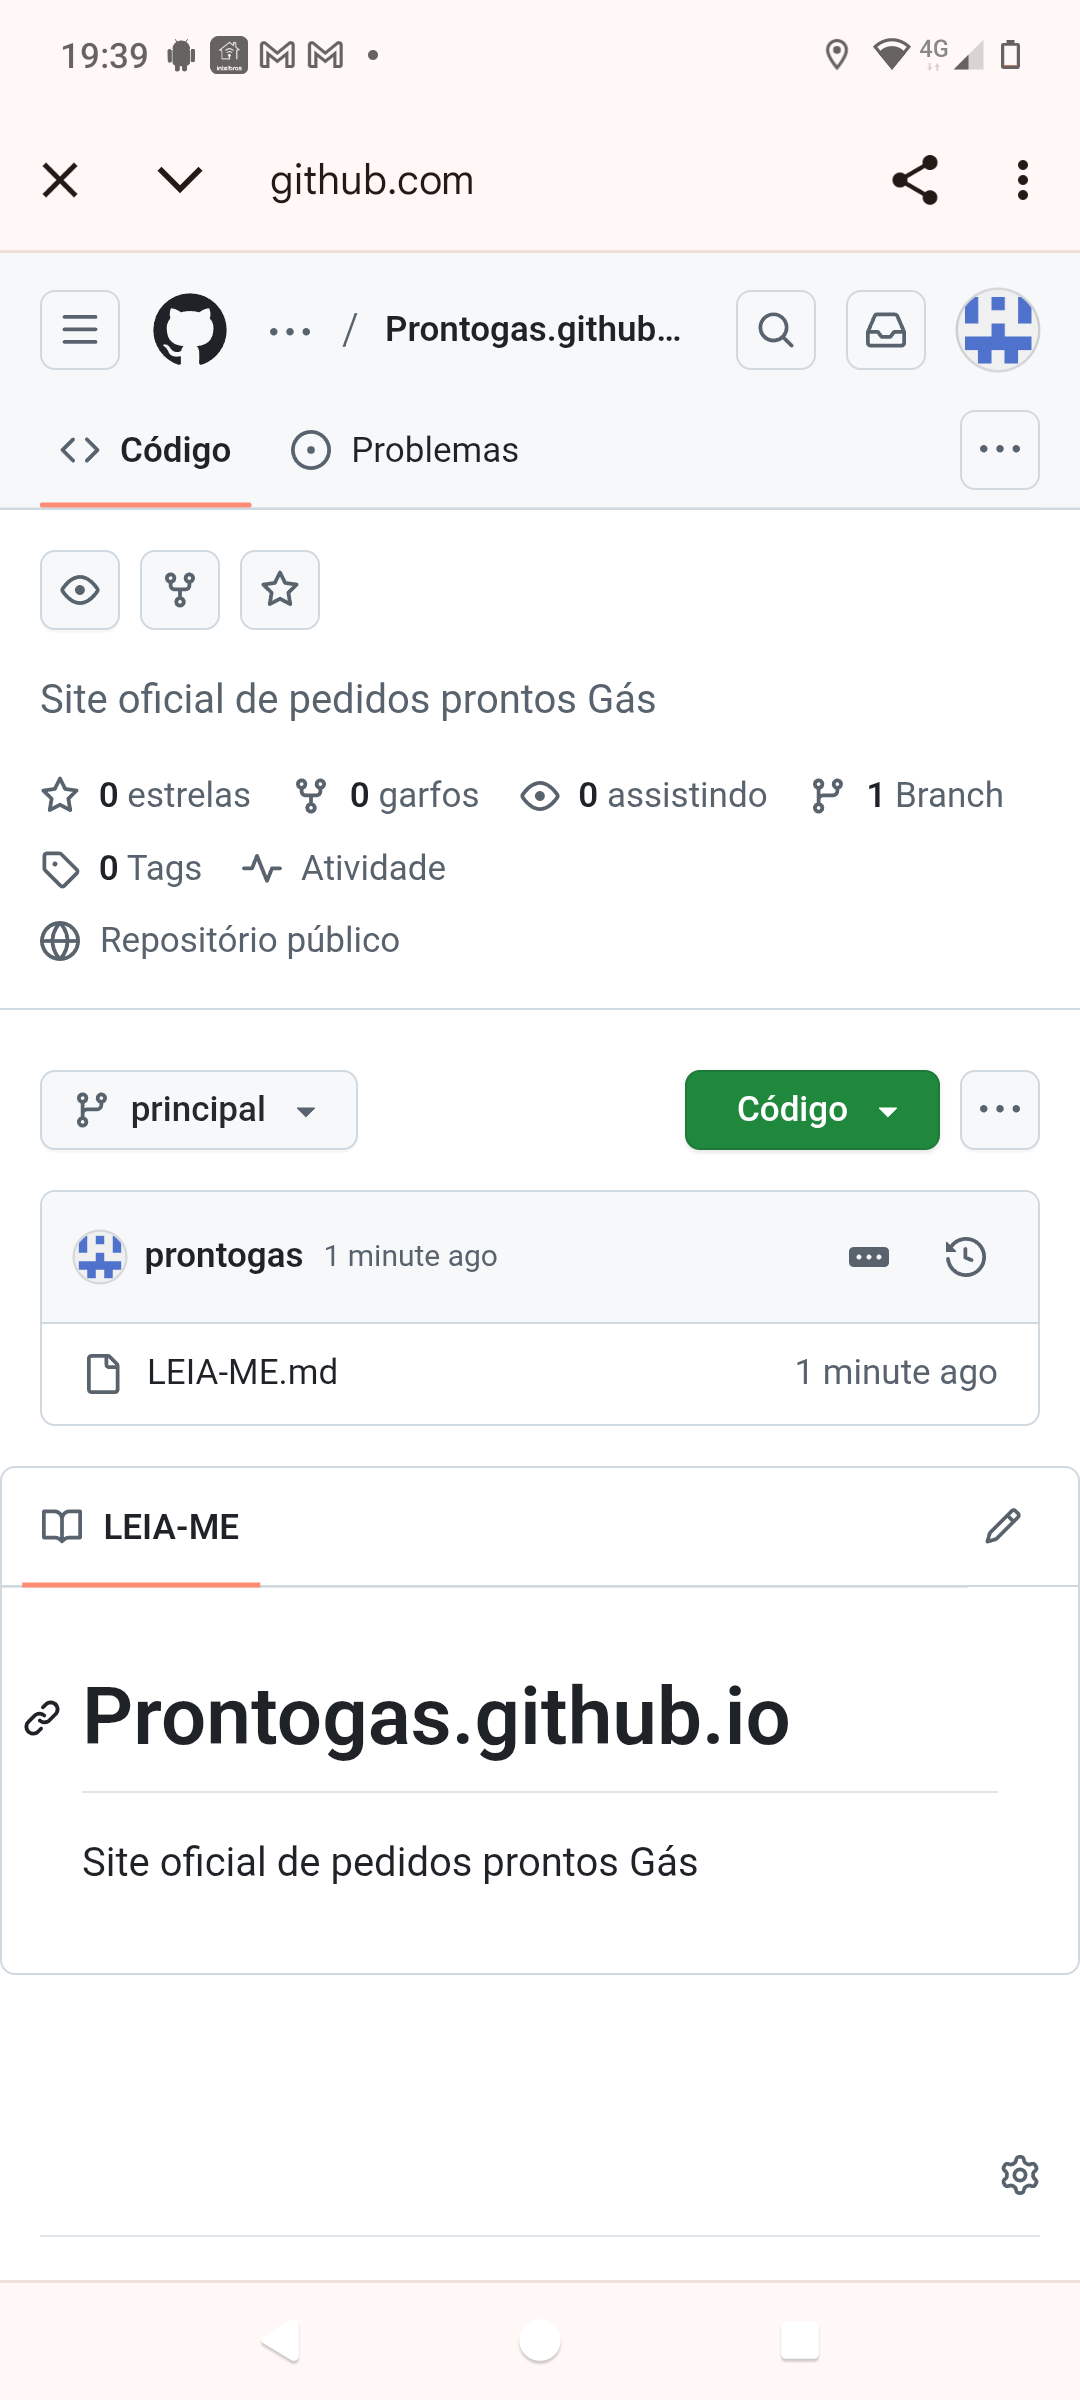 19:39
4G
github.com
Prontogas.github...
Código
Problemas
Site oficial de pedidos prontos Gás
0 estrelas 0 garfos 0 assistindo 1 Branch
0 Tags Atividade
Repositório público
principal
Código
prontogas 1 minute ago
LEIA-ME.md 1 minute ago
LEIA-ME
Prontogas.github.io
Site oficial de pedidos prontos Gás